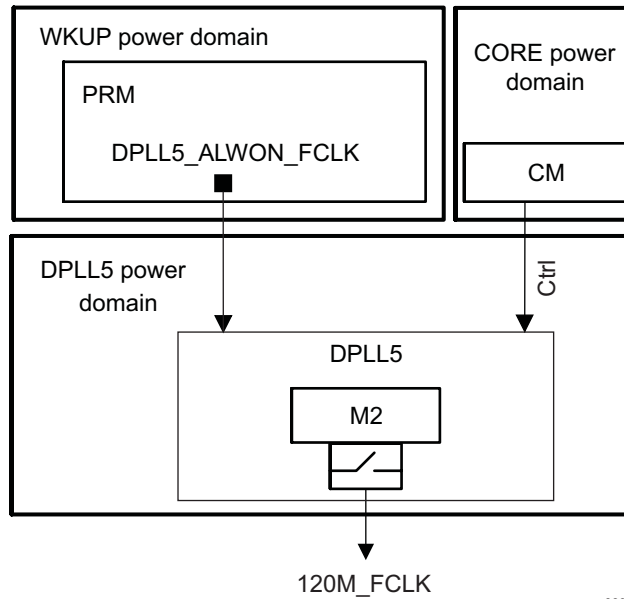 WKUP power domain
PRM
DPLL5_ALWON_FCLK
CORE power
domain
CM
DPLL5 power
domain
Ctrl
DPLL5
M2
120M_FCLK